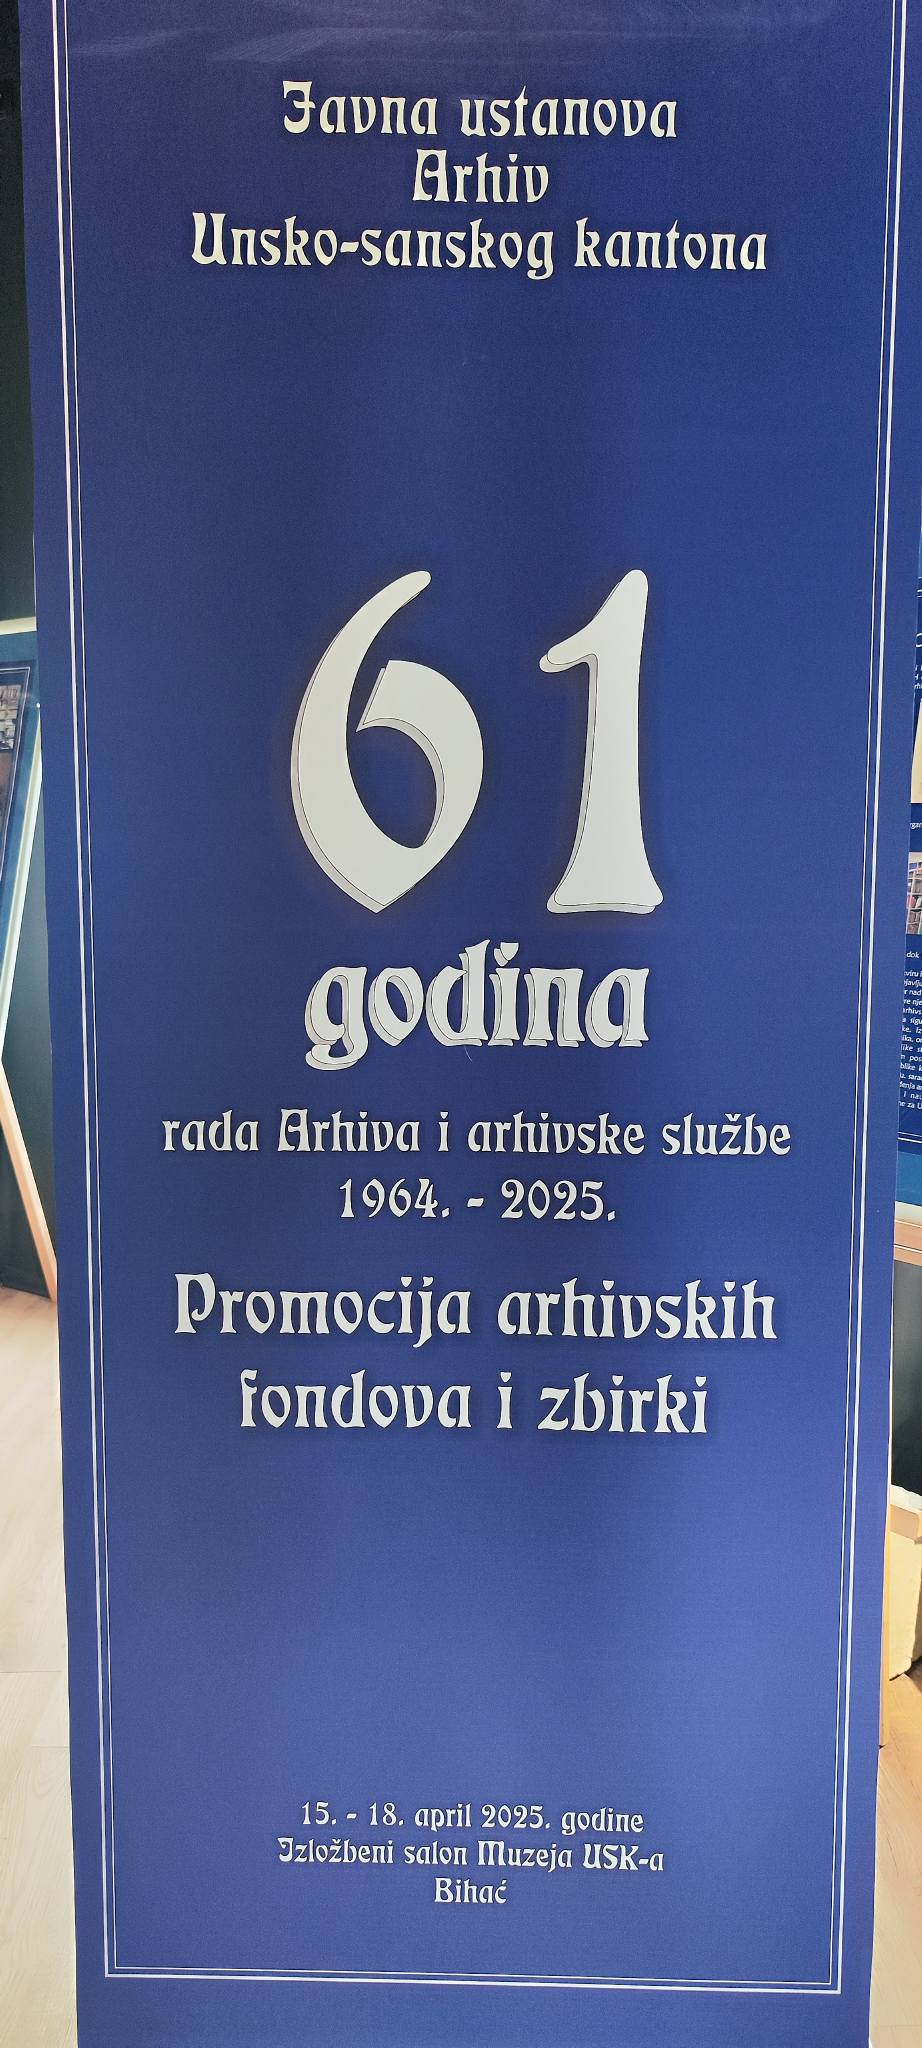 Javna ustanova
Arhiv
Unsko-sanskog kantona
61
godina
rada Arhiva i arhivske službe
1964. - 2025.
Promocija arhivskih
fondova i zbirki
15. - 18. april 2025. godine
Izložbeni salon Muzeja USK-a
Bihać